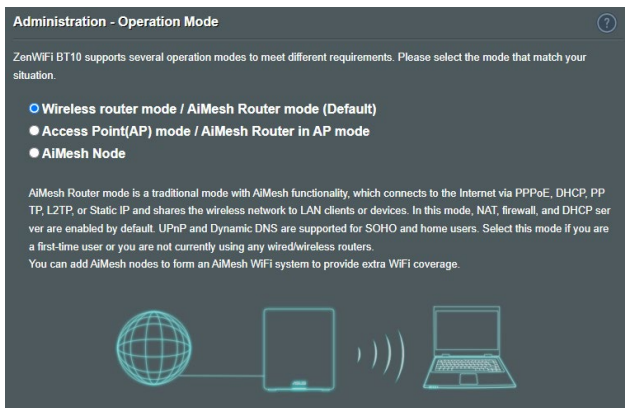 Administration - Operation Mode
?
ZenWiFi BT10 supports several operation modes to meet different requirements. Please select the mode that match your
situation.
Wireless router mode / AiMesh Router mode (Default)
Access Point(AP) mode / AiMesh Router in AP mode
AiMesh Node
AiMesh Router mode is a traditional mode with AiMesh functionality, which connects to the Internet via PPPoE, DHCP, PP
TP, L2TP, or Static IP and shares the wireless network to LAN clients or devices. In this mode, NAT, firewall, and DHCP ser
ver are enabled by default. UPnP and Dynamic DNS are supported for SOHO and home users. Select this mode if you are
a first-time user or you are not currently using any wired/wireless routers.
You can add AiMesh nodes to form an AiMesh WiFi system to provide extra WiFi coverage.
ASUS